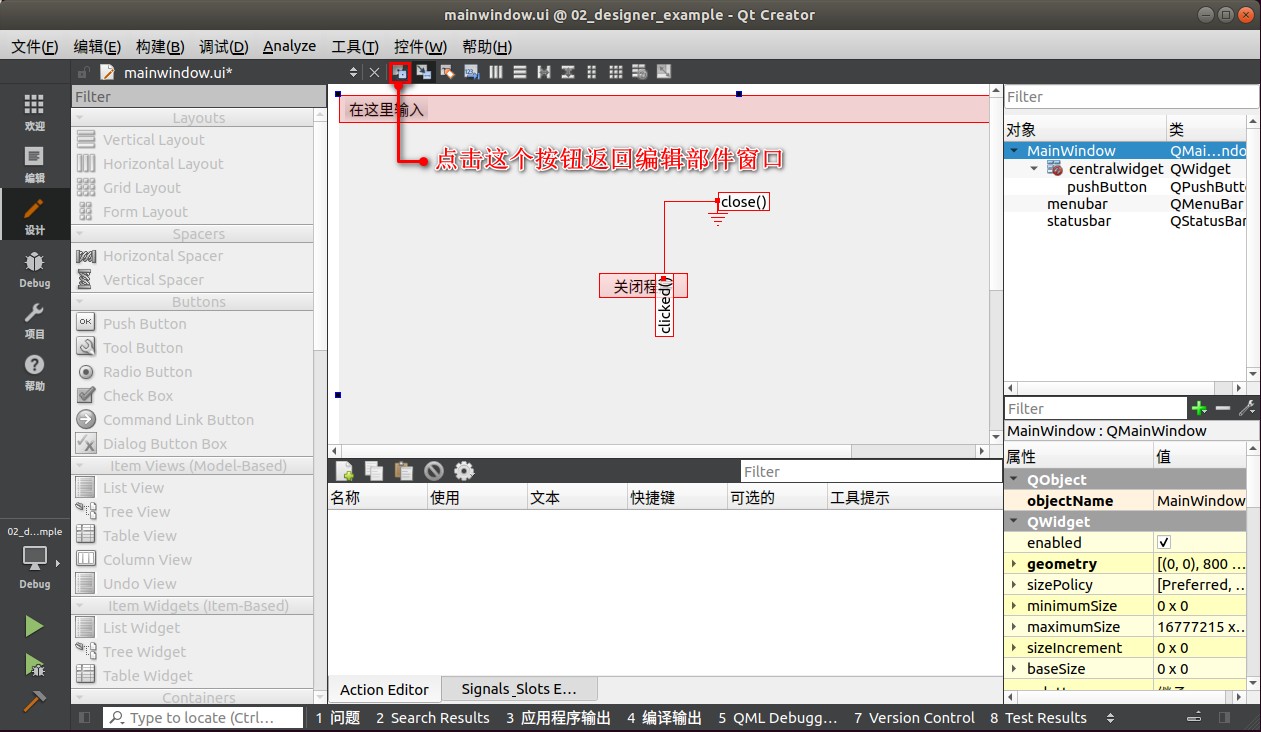 mainwindow.ui @ 02_designer_example - Qt Creator
文件(F) 编辑(E) 构建(B) 调试(D) Analyze 工具(T) 控件(W) 帮助(H)
mainwindow.ui*
欢迎
编辑
设计
Debug
项目
帮助
02_d...mple
Debug
Filter
Layouts
Vertical Layout
Horizontal Layout
Grid Layout
Form Layout
Spacers
Horizontal Spacer
Vertical Spacer
Buttons
OK Push Button
Tool Button
Radio Button
Check Box
Command Link Button
Dialog Button Box
Item Views (Model-Based)
List View
Tree View
Table View
Column View
Undo View
Item Widgets (Item-Based)
List Widget
Tree Widget
Table Widget
Containers
在这里输入
点击这个按钮返回编辑部件窗口
close()
关闭程
clicked()
Filter
名称 使用 文本 快捷键 可选的 工具提示
Action Editor Signals_Slots E...
Filter
对象 类
MainWindow QMai...ndo
centralwidget QWidget
pushButton QPushButt
menubar QMenuBar
statusbar QStatusBar
Filter
MainWindow : QMainWindow
属性 值
QObject
objectName MainWindow
QWidget
enabled
geometry [(0, 0), 800 ...
sizePolicy [Preferred, ...
minimumSize 0 x 0
maximumSize 16777215 x...
sizeIncrement 0 x 0
baseSize 0 x 0
Type to locate (Ctrl... 1 问题 2 Search Results 3 应用程序输出 4 编译输出 5 QML Debugg... 7 Version Control 8 Test Results